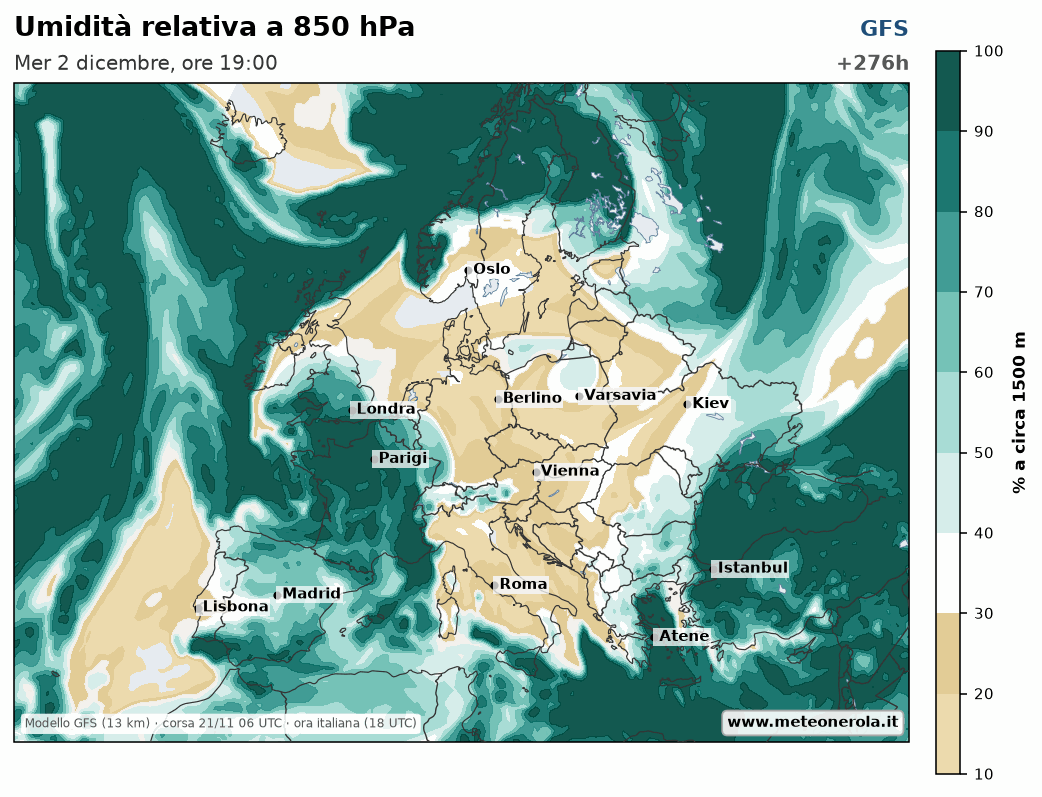 Umidità relativa a 850 hPa
GFS
Mer 2 dicembre, ore 19:00
+276h
100
90
80
70
60
50
40
30
20
10
% a circa 1500 m
Oslo
Berlino
Varsavia
Kiev
Londra
Parigi
Vienna
Istanbul
Roma
Madrid
Lisbona
Atene
Modello GFS (13 km) · corsa 21/11 06 UTC · ora italiana (18 UTC)
www.meteonerola.it